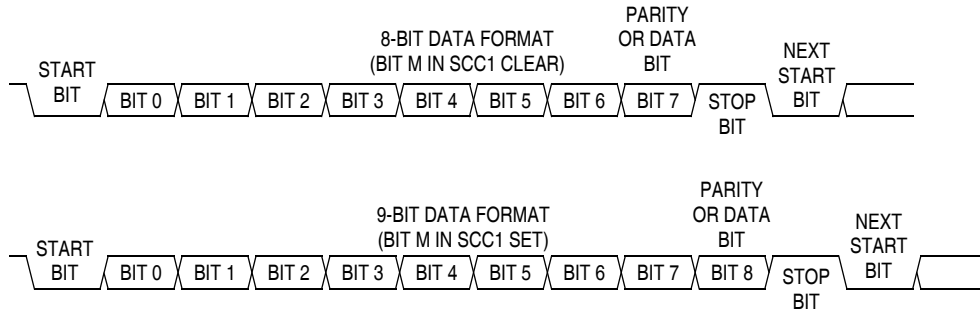 8-BIT DATA FORMAT
(BIT M IN SCC1 CLEAR)
PARITY
OR DATA
BIT
START
BIT
BIT 0
BIT 1
BIT 2
BIT 3
BIT 4
BIT 5
BIT 6
BIT 7
STOP
BIT
NEXT
START
BIT
9-BIT DATA FORMAT
(BIT M IN SCC1 SET)
PARITY
OR DATA
BIT
START
BIT
BIT 0
BIT 1
BIT 2
BIT 3
BIT 4
BIT 5
BIT 6
BIT 7
BIT 8
STOP
BIT
NEXT
START
BIT